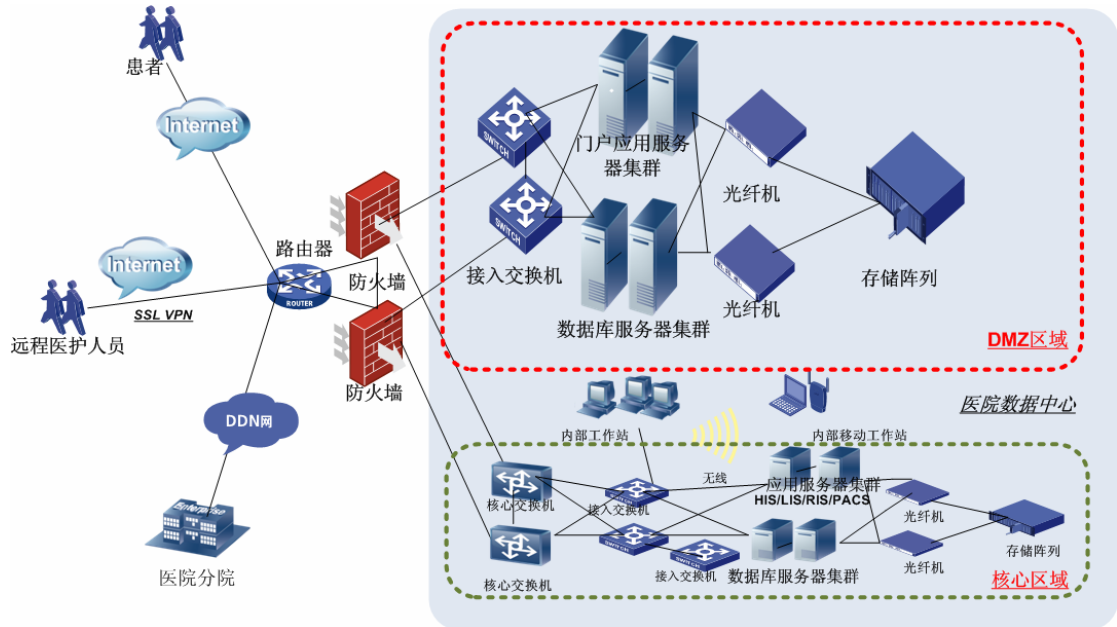 患者
Internet
Internet
SSL VPN
远程医护人员
路由器
ROUTER
DDN网
Enterprise
医院分院
防火墙
防火墙
SWITCH
SWITCH
接入交换机
门户应用服务
器集群
数据库服务器集群
光纤机
光纤机
存储阵列
DMZ区域
医院数据中心
内部工作站
内部移动工作站
无线
核心交换机
核心交换机
SWITCH
接入交换机
SWITCH
接入交换机
应用服务器集群
HIS/LIS/RIS/PACS
数据库服务器集群
光纤机
光纤机
存储阵列
核心区域